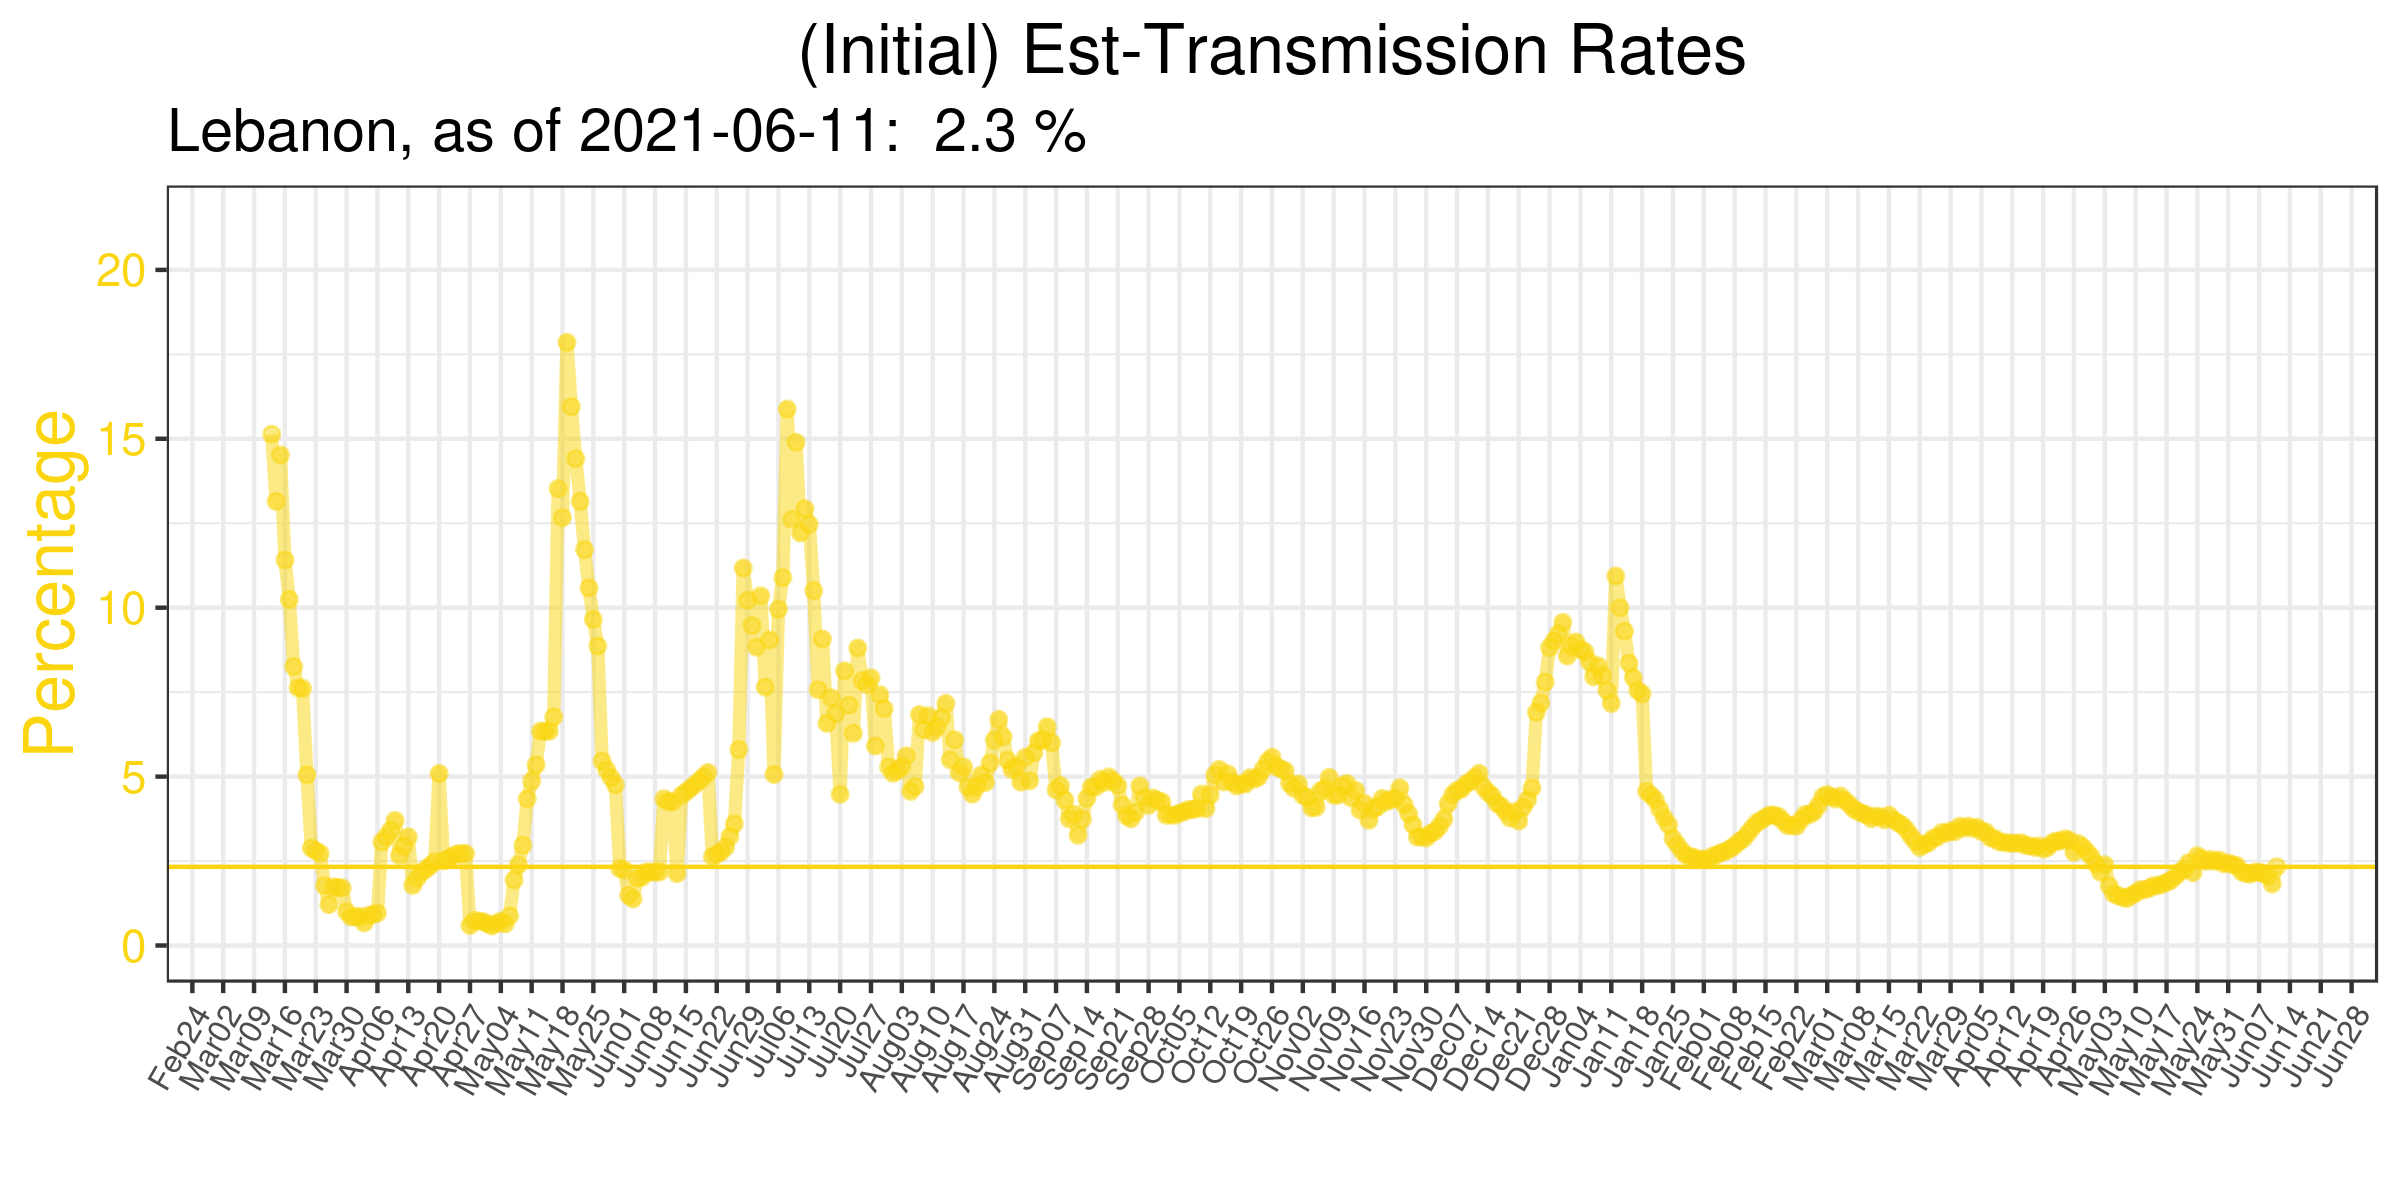 (Initial) Est-Transmission Rates
Lebanon, as of 2021-06-11:  2.3 %
Percentage
20
15
10
5
0
Feb24
Mar02
Mar09
Mar16
Mar23
Mar30
Apr06
Apr13
Apr20
Apr27
May04
May11
May18
May25
Jun01
Jun08
Jun15
Jun22
Jun29
Jul06
Jul13
Jul20
Jul27
Aug03
Aug10
Aug17
Aug24
Aug31
Sep07
Sep14
Sep21
Sep28
Oct05
Oct12
Oct19
Oct26
Nov02
Nov09
Nov16
Nov23
Nov30
Dec07
Dec14
Dec21
Dec28
Jan04
Jan11
Jan18
Jan25
Feb01
Feb08
Feb15
Feb22
Mar01
Mar08
Mar15
Mar22
Mar29
Apr05
Apr12
Apr19
Apr26
May03
May10
May17
May24
May31
Jun07
Jun14
Jun21
Jun28